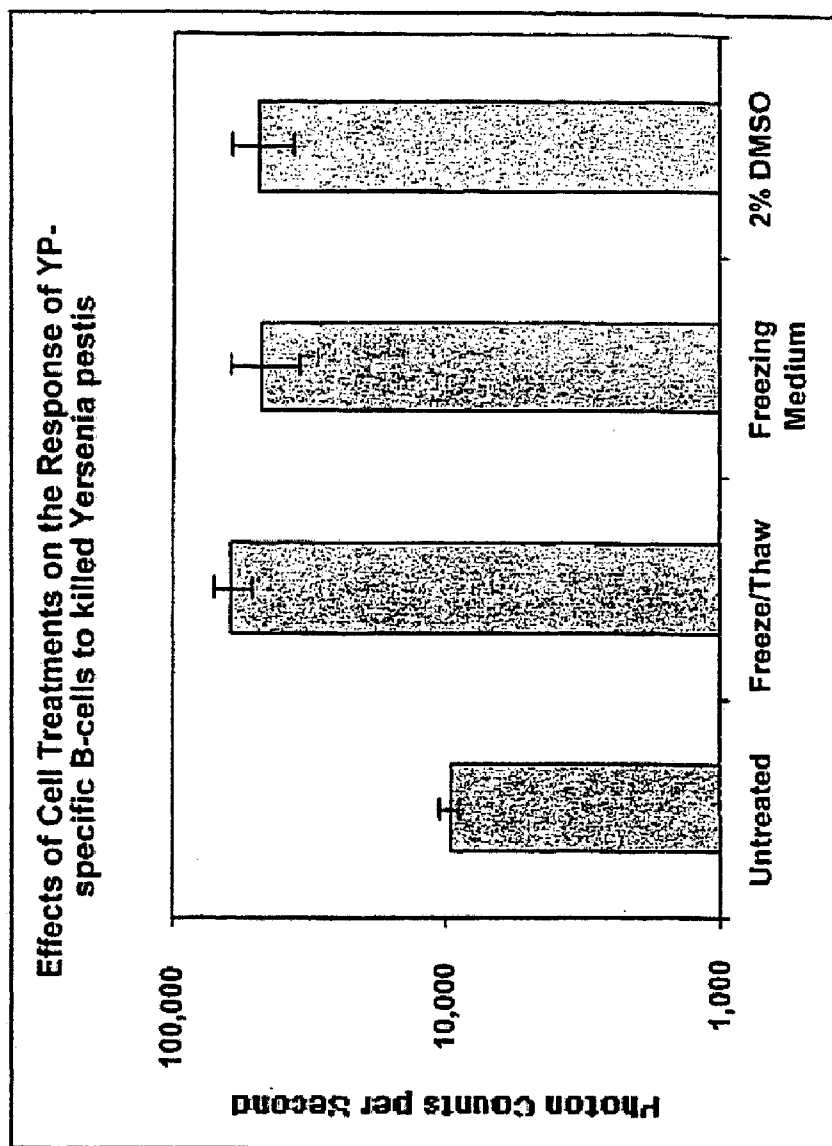 Effects of Cell Treatments on the Response of YP-
specific B-cells to killed Yersenia pestis
Photon Counts per Second
100,000
10,000
1,000
Untreated
Freeze/Thaw
Freezing
Medium
2% DMSO